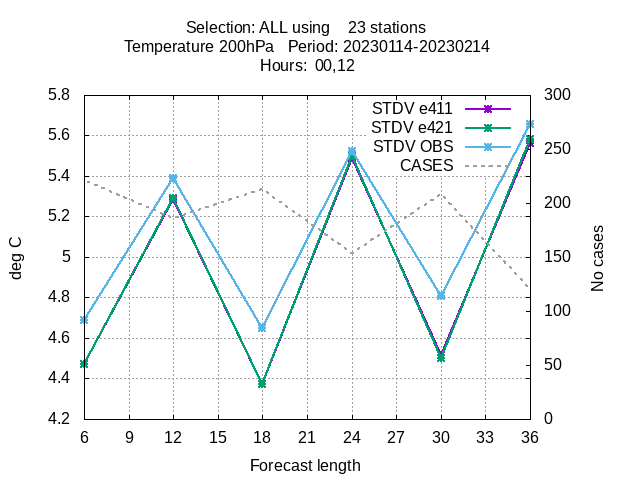 Selection: ALL using    23 stations
Temperature 200hPa   Period: 20230114-20230214
Hours:  00,12
STDV e411
STDV e421
STDV OBS
CASES
5.8
5.6
5.4
5.2
5
4.8
4.6
4.4
4.2
deg C
300
250
200
150
100
50
0
No cases
6 9 12 15 18 21 24 27 30 33 36
Forecast length